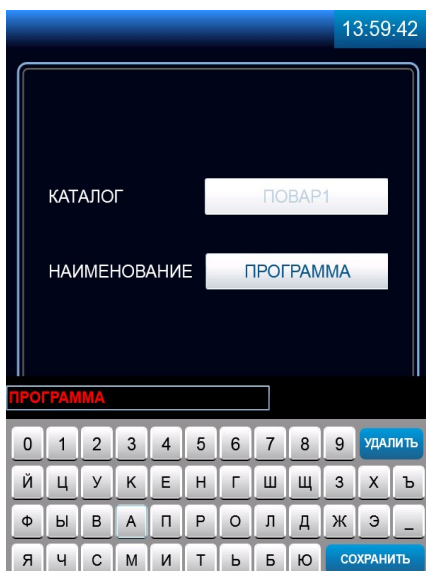 13:59:42
КАТАЛОГ ПОВАР1
НАИМЕНОВАНИЕ ПРОГРАММА
ПРОГРАММА
0 1 2 3 4 5 6 7 8 9 УДАЛИТЬ
Й Ц У К Е Н Г Ш Щ З Х Ъ
Ф Ы В А П Р О Л Д Ж Э _
Я Ч С М И Т Ь Б Ю СОХРАНИТЬ